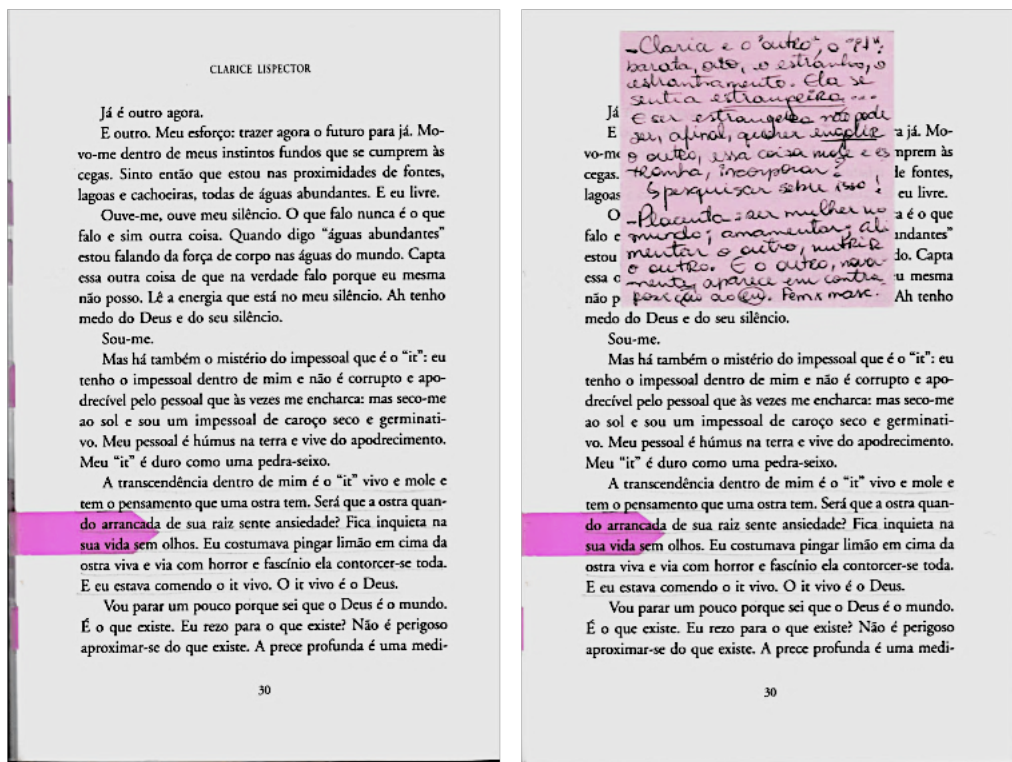 CLARICE LISPECTOR
Já é outro agora.
E outro. Meu esforço: trazer agora o futuro para já. Mo-
vo-me dentro de meus instintos fundos que se cumprem às
cegas. Sinto então que estou nas proximidades de fontes,
lagoas e cachoeiras, todas de águas abundantes. E eu livre.
Ouve-me, ouve meu silêncio. O que falo nunca é o que
falo e sim outra coisa. Quando digo "águas abundantes"
estou falando da força de corpo nas águas do mundo. Capta
essa outra coisa de que na verdade falo porque eu mesma
não posso. Lê a energia que está no meu silêncio. Ah tenho
medo do Deus e do seu silêncio.
Sou-me.
Mas há também o mistério do impessoal que é o "it": eu
tenho o impessoal dentro de mim e não é corrupto e apo-
drecível pelo pessoal que às vezes me encharca: mas seco-me
ao sol e sou um impessoal de caroço seco e germinati-
vo. Meu pessoal é húmus na terra e vive do apodrecimento.
Meu "it" é duro como uma pedra-seixo.
A transcendência dentro de mim é o "it" vivo e mole e
tem o pensamento que uma ostra tem. Será que a ostra quan-
do arrancada de sua raiz sente ansiedade? Fica inquieta na
sua vida sem olhos. Eu costumava pingar limão em cima da
ostra viva e via com horror e fascínio ela contorcer-se toda.
E eu estava comendo o it vivo. O it vivo é o Deus.
Vou parar um pouco porque sei que o Deus é o mundo.
É o que existe. Eu rezo para o que existe? Não é perigoso
aproximar-se do que existe. A prece profunda é uma medi-
30
-Clarice e o "outro", o "it":
barata, ovo, o estranho, o
estranhamento. Ela se
sentia estrangeira...
E ser estrangeira não pode
ser, afinal, querer engolir
o outro, essa coisa mole e es
tranha, incorporar?
pesquisar sobre isso!
-Placenta: ser mulher no
mundo; amamentar; ali
mentar o outro, nutrir
o outro. E o outro, nova-
mente, aparece em contra-
posição ao eu. Fem x masc.
Já
E a já. Mo-
vo-me mprem às
cegas. de fontes,
lagoas eu livre.
O a é o que
falo e undantes"
estou do. Capta
essa o u mesma
não p Ah tenho
medo do Deus e do seu silêncio.
Sou-me.
Mas há também o mistério do impessoal que é o "it": eu
tenho o impessoal dentro de mim e não é corrupto e apo-
drecível pelo pessoal que às vezes me encharca: mas seco-me
ao sol e sou um impessoal de caroço seco e germinati-
vo. Meu pessoal é húmus na terra e vive do apodrecimento.
Meu "it" é duro como uma pedra-seixo.
A transcendência dentro de mim é o "it" vivo e mole e
tem o pensamento que uma ostra tem. Será que a ostra quan-
do arrancada de sua raiz sente ansiedade? Fica inquieta na
sua vida sem olhos. Eu costumava pingar limão em cima da
ostra viva e via com horror e fascínio ela contorcer-se toda.
E eu estava comendo o it vivo. O it vivo é o Deus.
Vou parar um pouco porque sei que o Deus é o mundo.
É o que existe. Eu rezo para o que existe? Não é perigoso
aproximar-se do que existe. A prece profunda é uma medi-
30